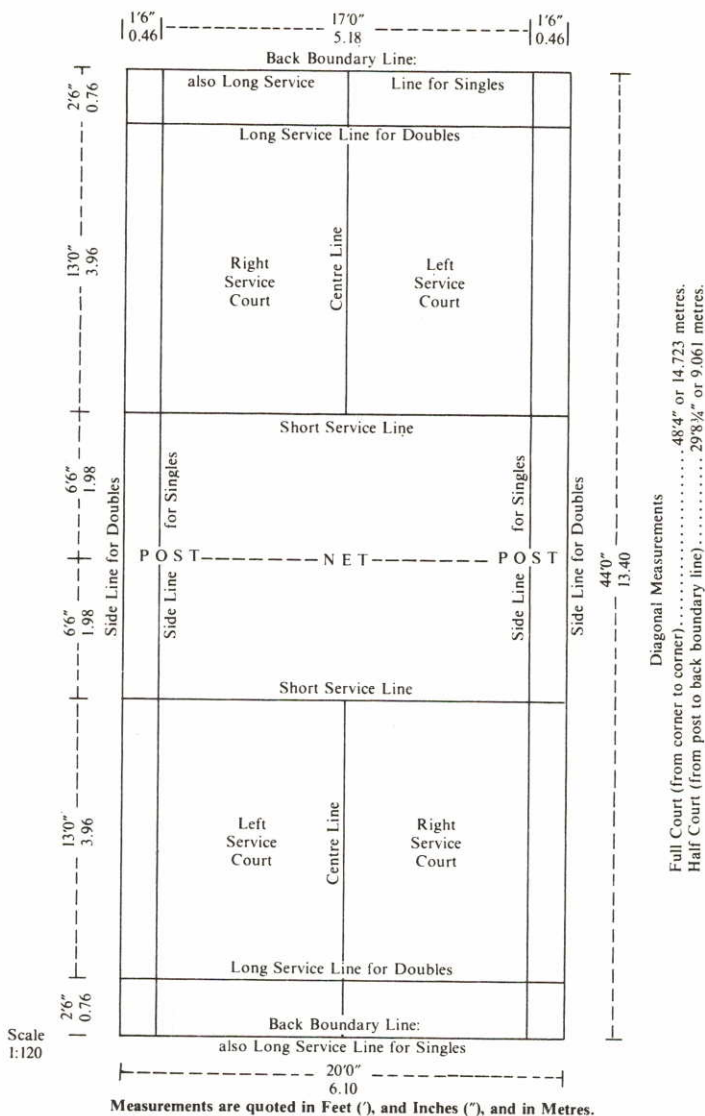 1'6" 17'0" 1'6"
0.46 5.18 0.46
Back Boundary Line:
also Long Service Line for Singles
2'6"
0.76
Long Service Line for Doubles
13'0"
3.96
Right
Service
Court
Centre Line
Left
Service
Court
Short Service Line
6'6"
1.98
Side Line for Doubles
Side Line for Singles
POST NET POST
Side Line for Singles
Side Line for Doubles
6'6"
1.98
Short Service Line
13'0"
3.96
Left
Service
Court
Centre Line
Right
Service
Court
Long Service Line for Doubles
2'6"
0.76
Back Boundary Line:
also Long Service Line for Singles
Scale
1:120
20'0"
6.10
44'0"
13.40
Diagonal Measurements
Full Court (from corner to corner).................... 48'4" or 14.723 metres.
Half Court (from post to back boundary line).......... 29'8¾" or 9.061 metres.
Measurements are quoted in Feet ('), and Inches ("), and in Metres.